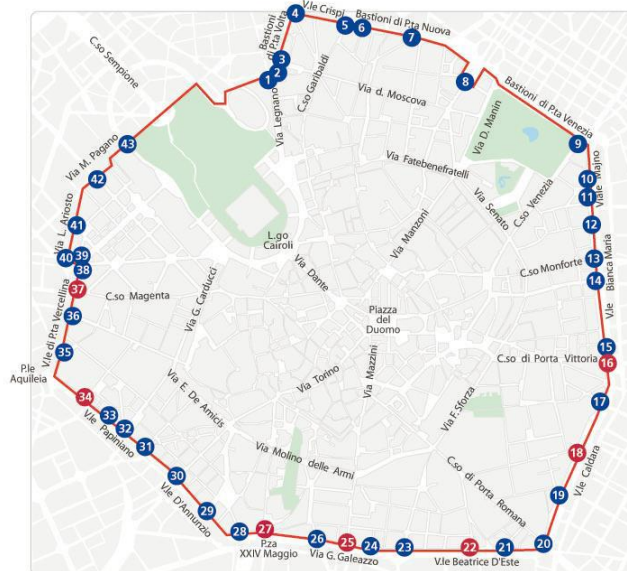 4
V.le Crispi
5
6
Bastioni di P.ta Nuova
7
Bastioni
di P.ta Volta
3
2
1
8
C.so Sempione
C.so Garibaldi
Via Legnano
Via d. Moscova
Bastioni di P.ta Venezia
Via D. Manin
9
43
Via M. Pagano
Via Fatebenefratelli
42
10
11
Viale Majno
Via Senato
C.so Venezia
41
Via L. Ariosto
12
L.go
Cairoli
Via Manzoni
40
39
38
13
C.so Monforte
14
V.le Bianca Maria
Via Dante
37
C.so Magenta
Via G. Carducci
36
V.le di P.ta Vercellina
Piazza
del
Duomo
35
15
16
C.so di Porta Vittoria
P.le
Aquileia
Via Torino
Via Mazzini
34
Via E. De Amicis
Via F. Sforza
17
33
32
31
V.le Papiniano
18
Via Molino delle Armi
C.so di Porta Romana
V.le Caldara
30
19
V.le D'Annunzio
29
28
27
P.za
XXIV Maggio
26
25
24
23
22
21
20
Via G. Galeazzo
V.le Beatrice D'Este